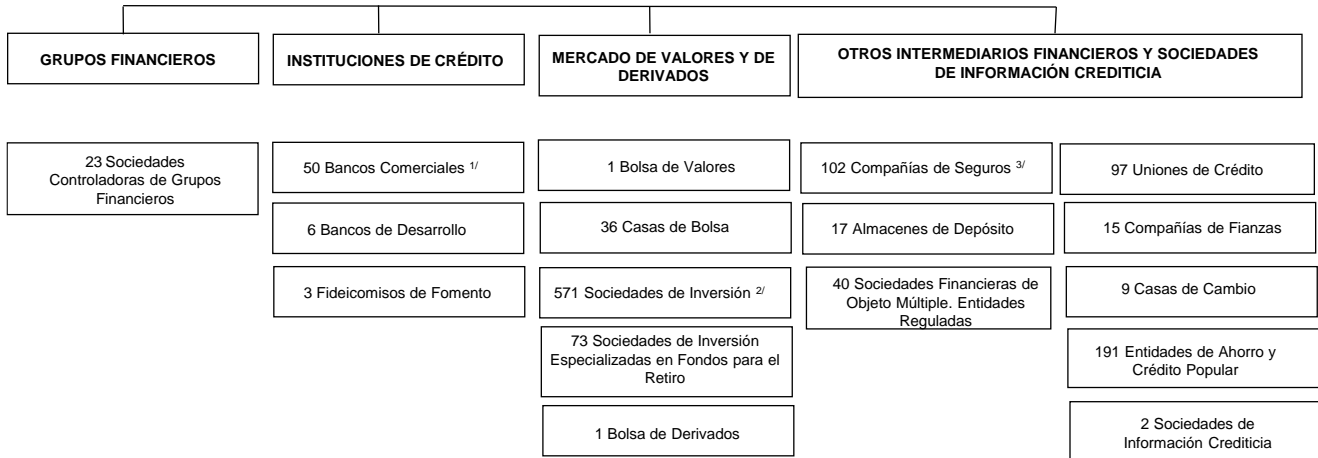 GRUPOS FINANCIEROS
INSTITUCIONES DE CRÉDITO
MERCADO DE VALORES Y DE
DERIVADOS
OTROS INTERMEDIARIOS FINANCIEROS Y SOCIEDADES
DE INFORMACIÓN CREDITICIA
23 Sociedades
Controladoras de Grupos
Financieros
50 Bancos Comerciales 1/
6 Bancos de Desarrollo
3 Fideicomisos de Fomento
1 Bolsa de Valores
36 Casas de Bolsa
571 Sociedades de Inversión 2/
73 Sociedades de Inversión
Especializadas en Fondos para el
Retiro
1 Bolsa de Derivados
102 Compañías de Seguros 3/
17 Almacenes de Depósito
40 Sociedades Financieras de
Objeto Múltiple. Entidades
Reguladas
97 Uniones de Crédito
15 Compañías de Fianzas
9 Casas de Cambio
191 Entidades de Ahorro y
Crédito Popular
2 Sociedades de
Información Crediticia